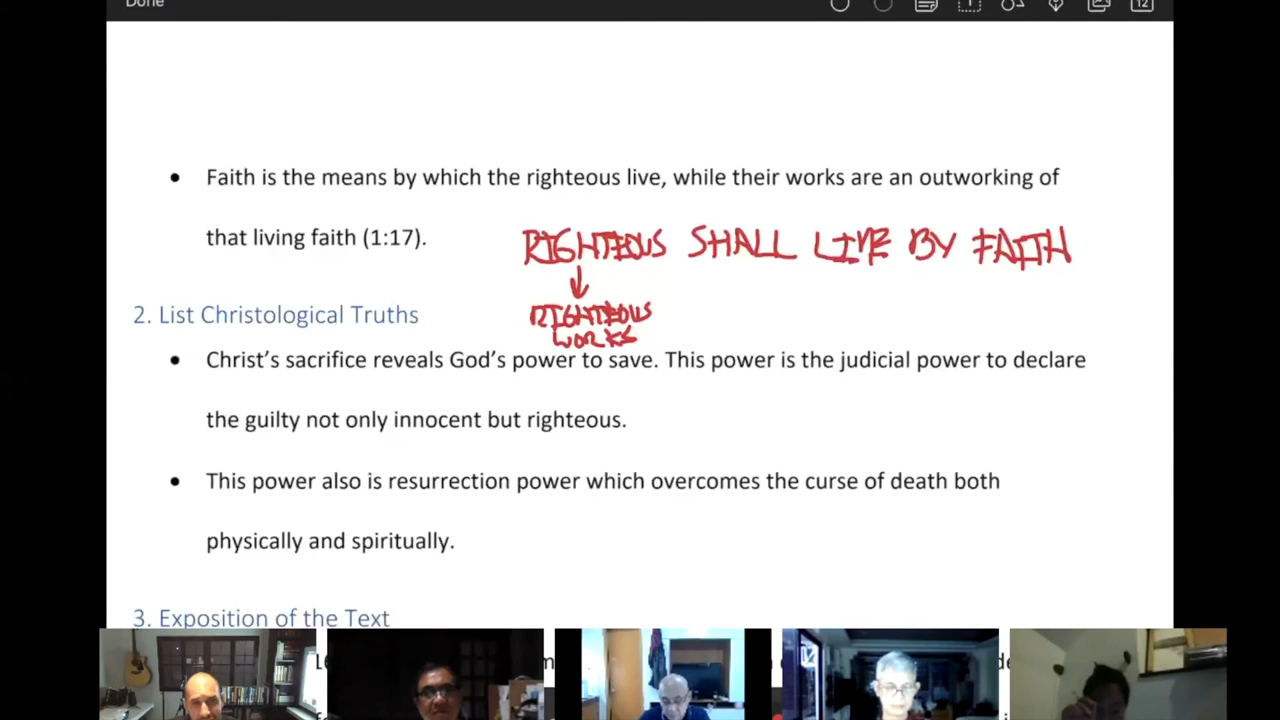 Done
12
• Faith is the means by which the righteous live, while their works are an outworking of
that living faith (1:17).
RIGHTEOUS SHALL LIVE BY FAITH
RIGHTEOUS
WORKS
2. List Christological Truths
• Christ's sacrifice reveals God's power to save. This power is the judicial power to declare
the guilty not only innocent but righteous.
• This power also is resurrection power which overcomes the curse of death both
physically and spiritually.
3. Exposition of the Text